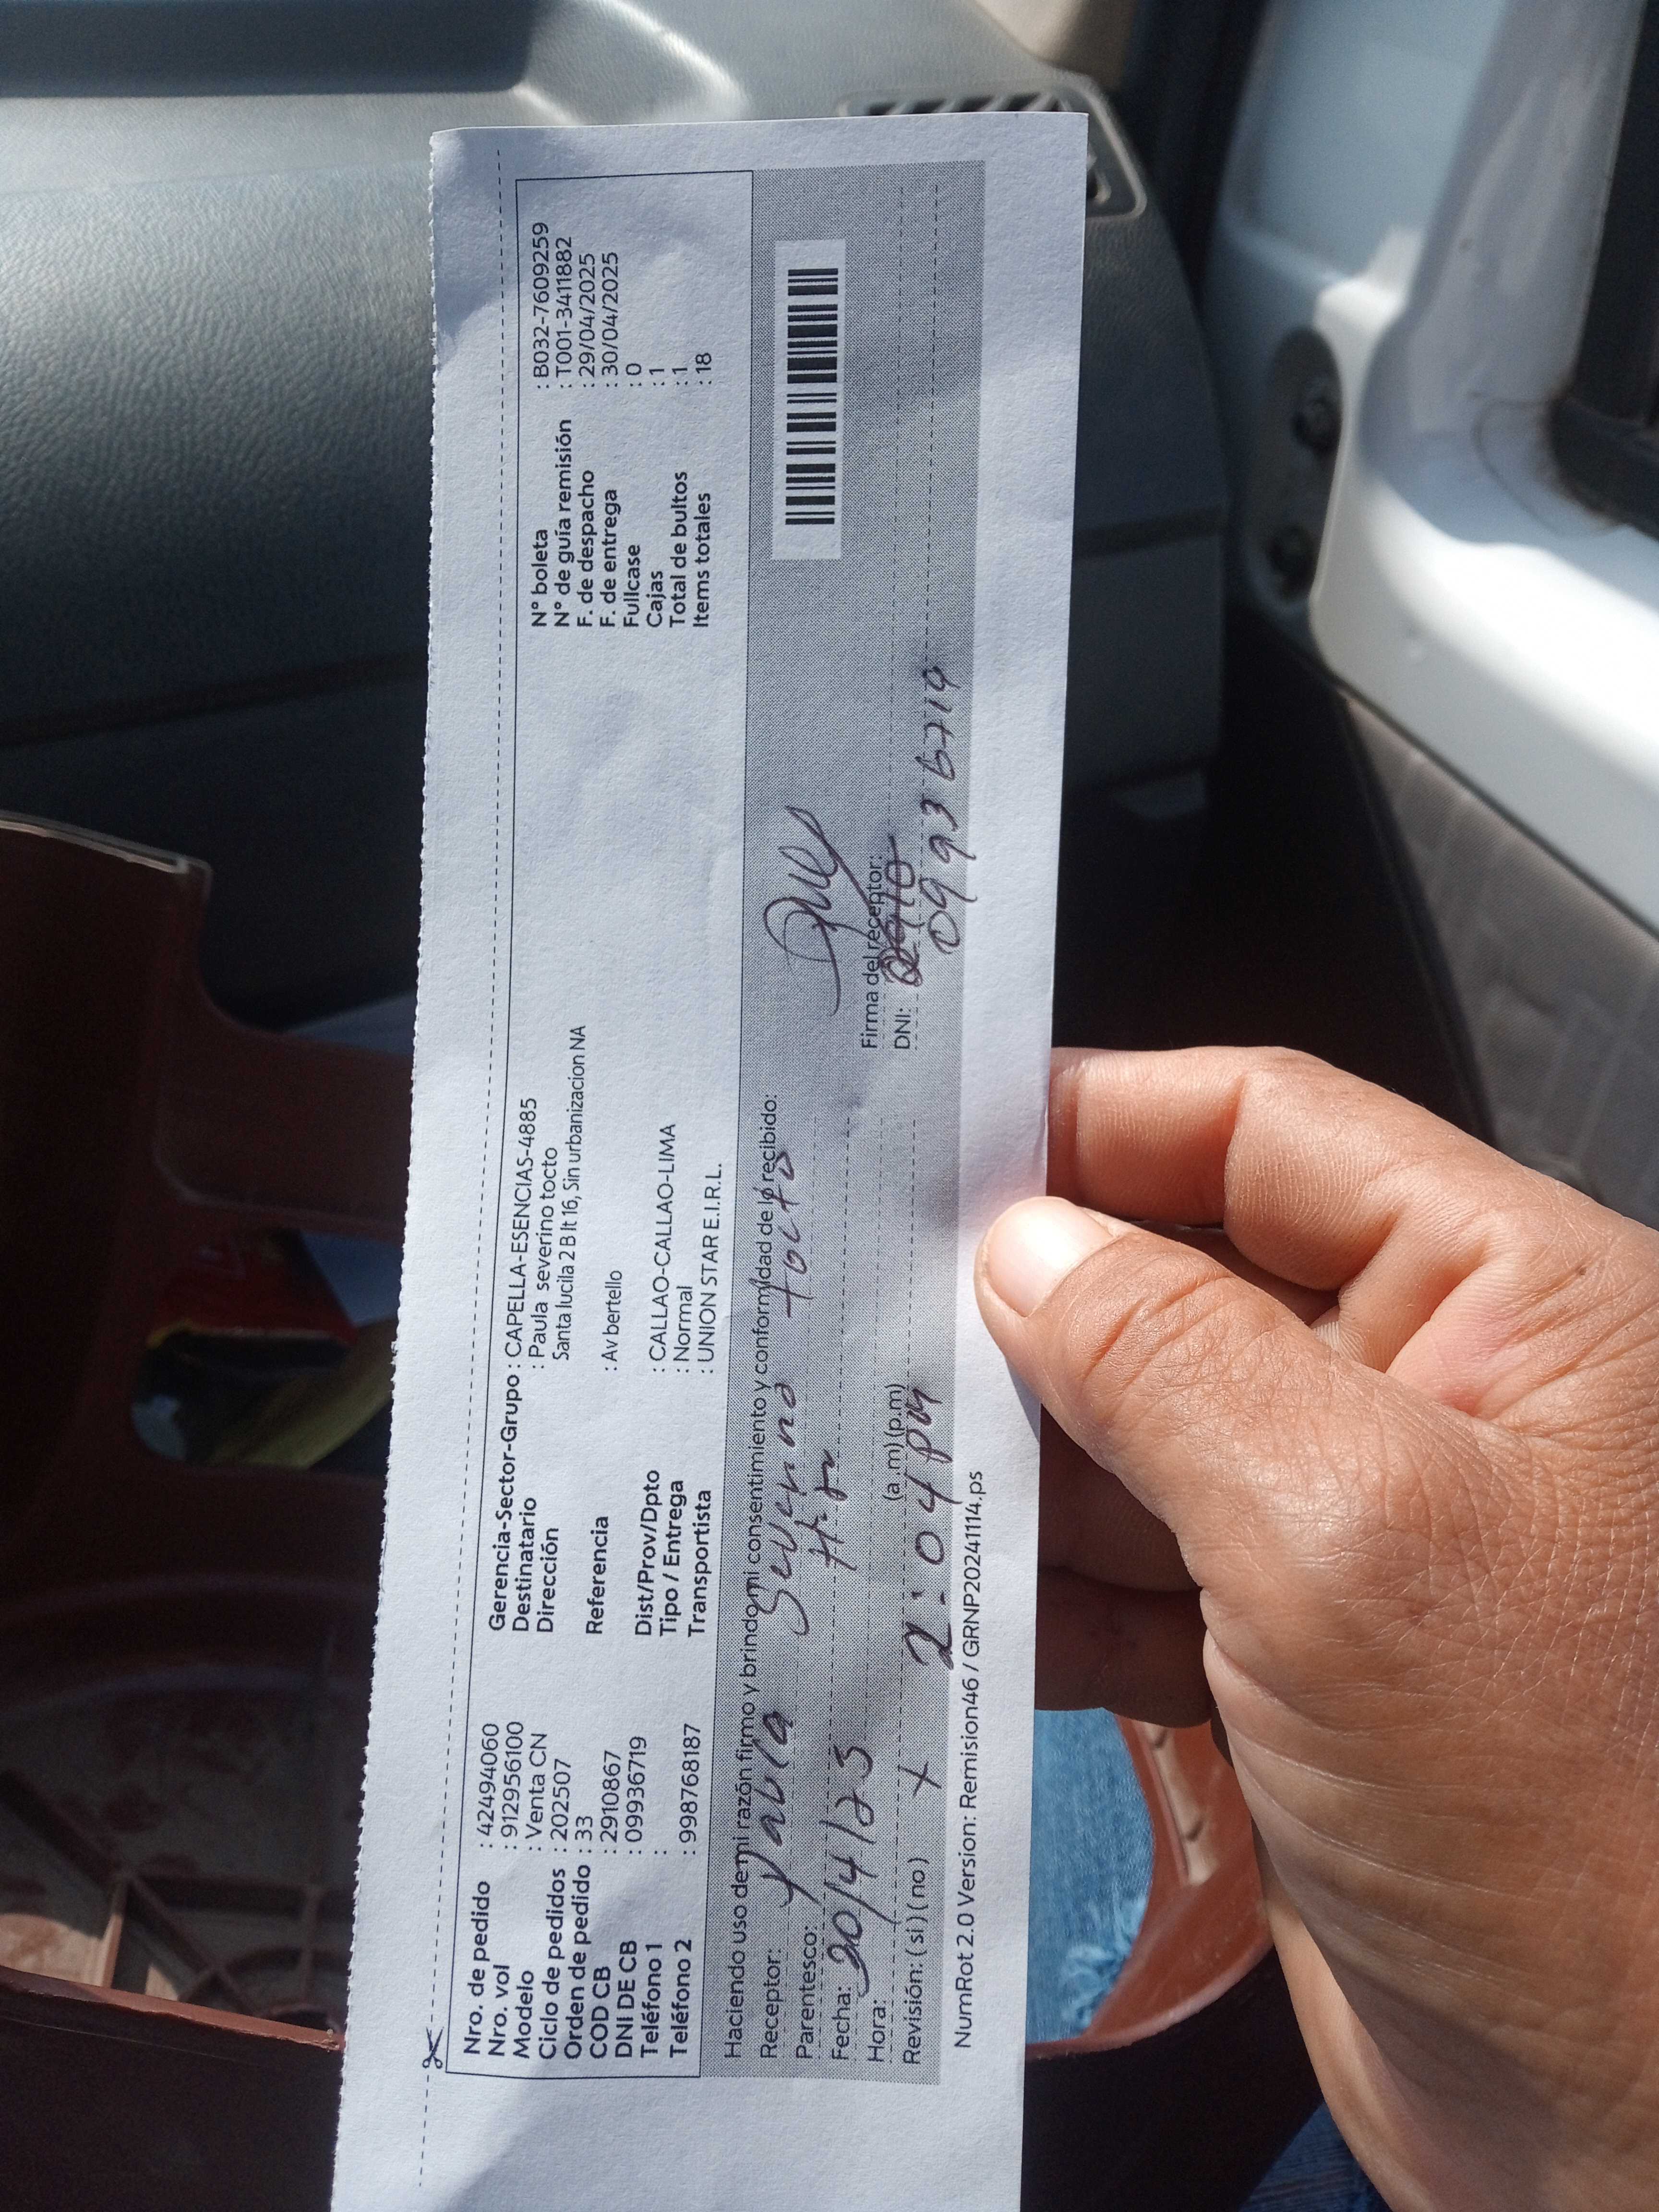 Nro. de pedido : 42494060
Nro. vol : 912956100
Modelo : Venta CN
Ciclo de pedidos : 202507
Orden de pedido : 33
COD CB : 2910867
DNI DE CB : 09936719
Teléfono 1 :
Teléfono 2 : 998768187
Gerencia-Sector-Grupo : CAPELLA-ESENCIAS-4885
Destinatario : Paula severino tocto
Dirección Santa lucila 2 B lt 16, Sin urbanizacion NA
Referencia : Av bertello
Dist/Prov/Dpto : CALLAO-CALLAO-LIMA
Tipo / Entrega : Normal
Transportista : UNION STAR E.I.R.L.
N° boleta : B032-7609259
N° de guía remisión : T001-3411882
F. de despacho : 29/04/2025
F. de entrega : 30/04/2025
Fullcase : 0
Cajas : 1
Total de bultos : 1
Items totales : 18
Haciendo uso de mi razón firmo y brindo mi consentimiento y conformidad de lo recibido:
Receptor: Paula Severino tocto
Parentesco:
Fecha: 30/4/25
Hora: (a.m) (p.m) 2:04 pm
Revisión: (si) (no)
Firma del receptor:
DNI: 09936719
NumRot 2.0 Version: Remision46 / GRNP20241114.ps